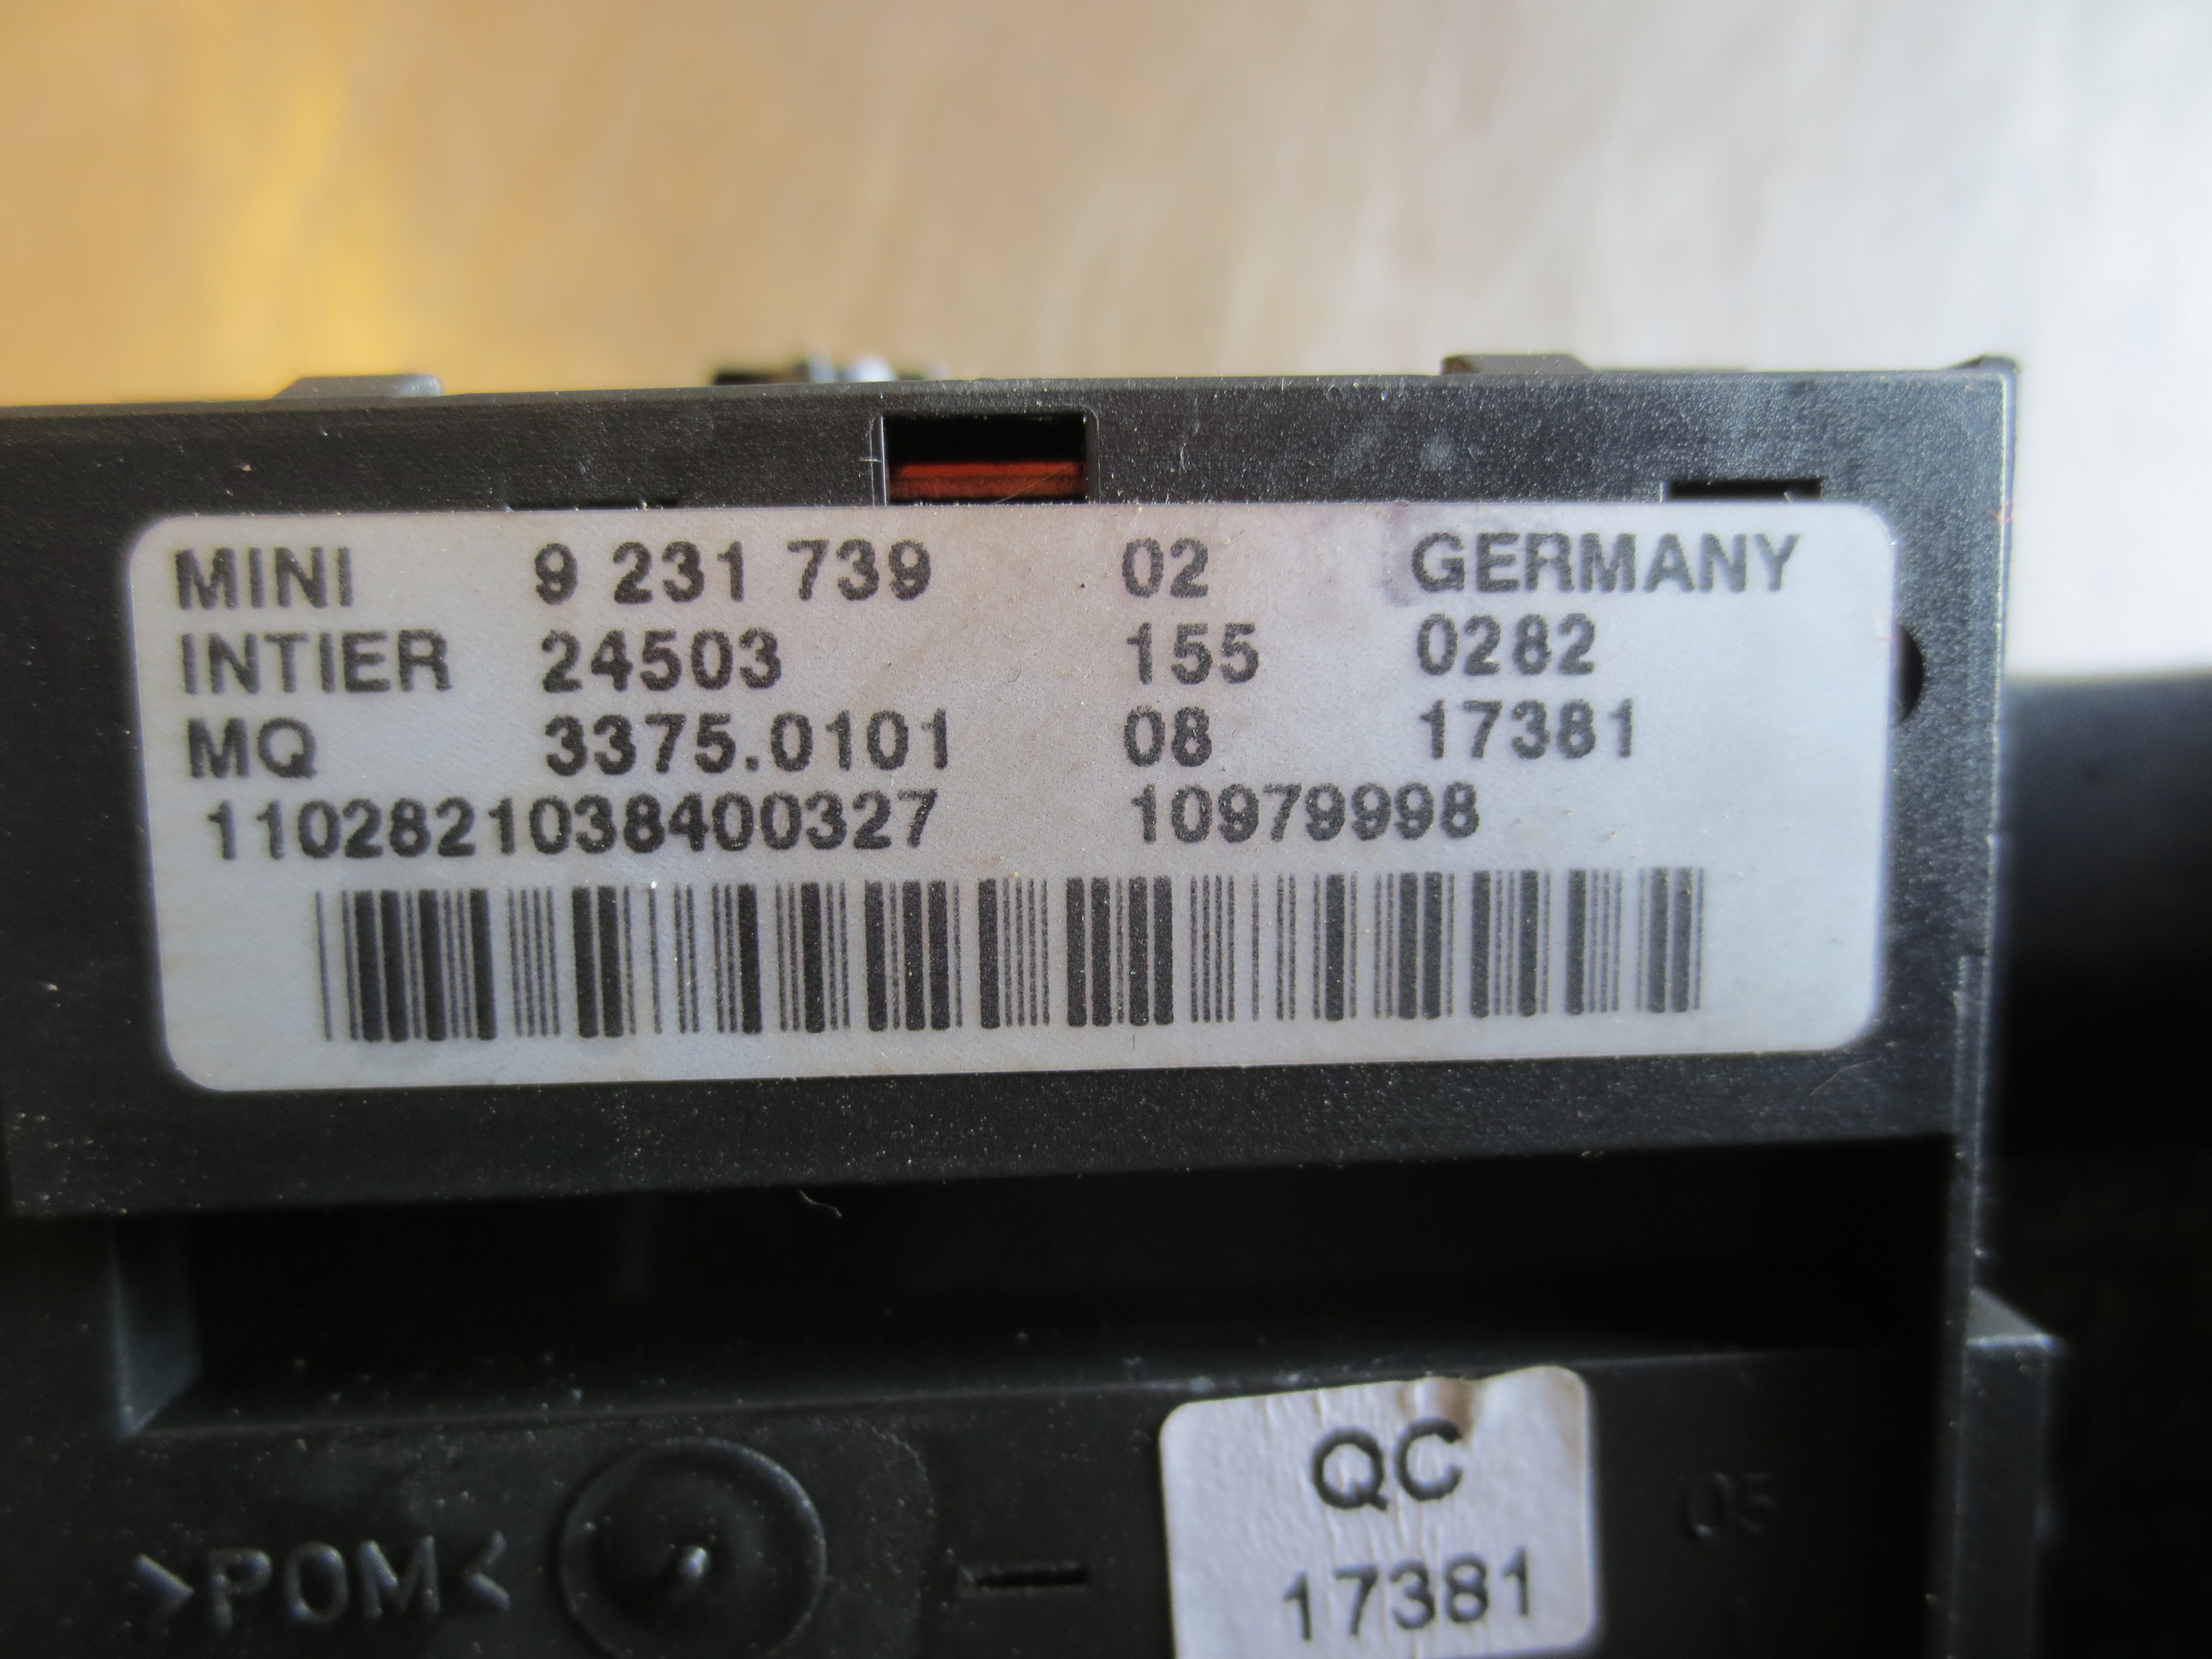 MINI 9 231 739 02 GERMANY
INTIER 24503 155 0282
MQ 3375.0101 08 17381
1102821038400327 10979998
QC
17381
>POM<
05